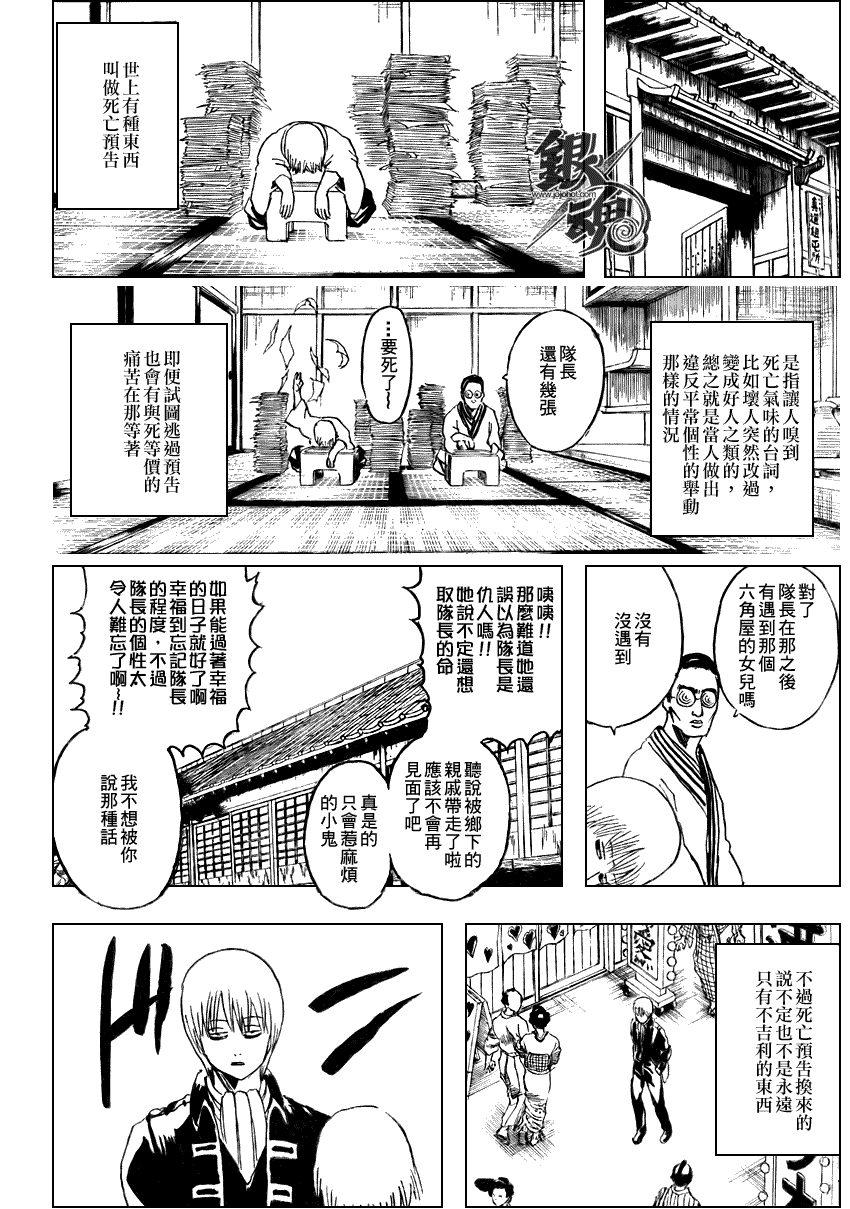 真選組屯所
世上有種東西
叫做死亡預告
銀魂
www.jojohot.com
是指讓人嗅到
死亡氣味的台詞，
比如壞人突然改過
變成好人之類的，
總之就是當人做出
違反平常個性的舉動
那樣的情況
隊長
還有幾張
…要死了～
即便試圖逃過預告
也會有與死等價的
痛苦在那等著
對了
隊長在那之後
有遇到那個
六角屋的女兒嗎
沒有
沒遇到
咦咦!!
那麼難道她還
誤以為隊長是
仇人嗎!!
她說不定還想
取隊長的命
聽說被鄉下的
親戚帶走了啦
應該不會再
見面了吧
真是的
只會惹麻煩
的小鬼
如果能過著幸福
的日子就好了啊
幸福到忘記隊長
的程度，不過
隊長的個性太
令人難忘了啊～!!
我不想被你
說那種話
不過死亡預告換來的
說不定也不是永遠
只有不吉利的東西
ドン